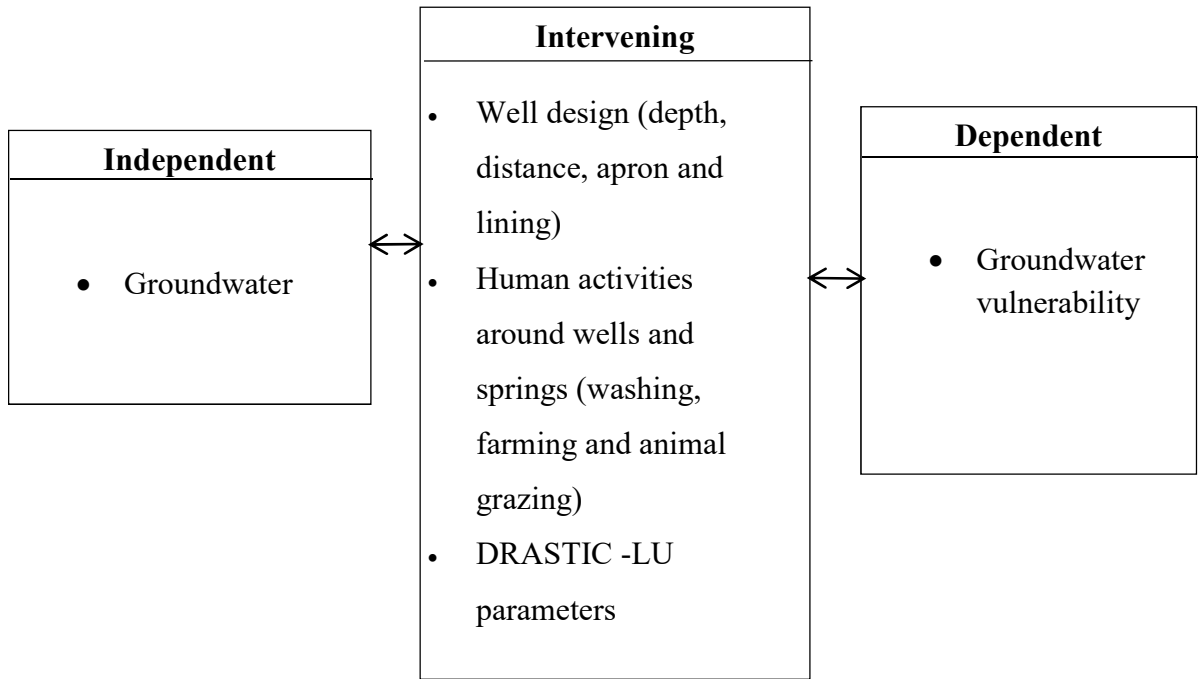 Independent
• Groundwater
Intervening
• Well design (depth,
distance, apron and
lining)
• Human activities
around wells and
springs (washing,
farming and animal
grazing)
• DRASTIC -LU
parameters
Dependent
• Groundwater
vulnerability